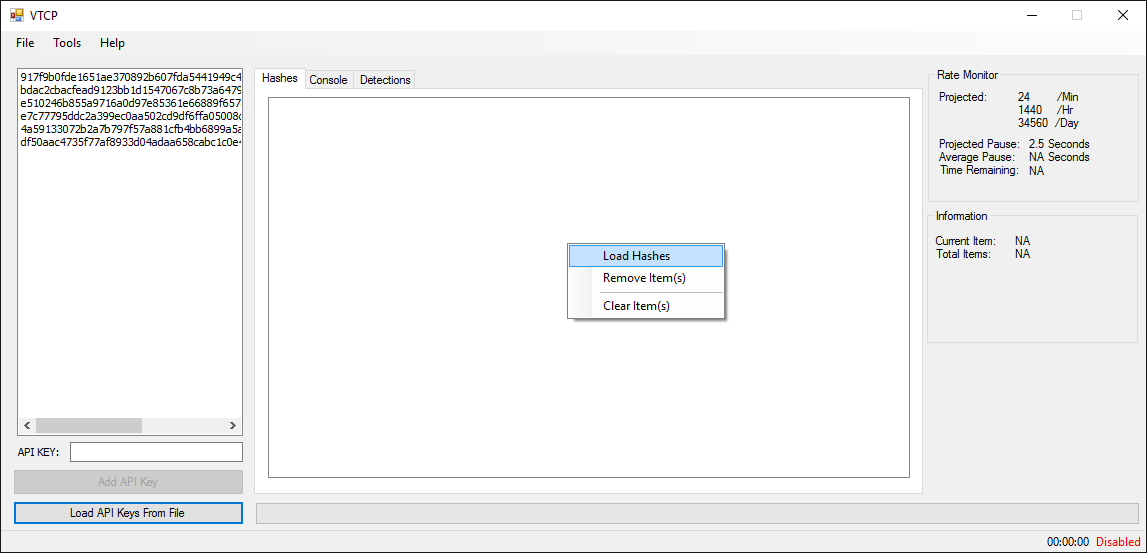 VTCP
File Tools Help
917f9b0fde1651ae370892b607fda5441949c4
bdac2cbacfead9123bb1d1547067c8b73a6479
e510246b855a9716a0d97e85361e66889f657
e7c77795ddc2a399ec0aa502cd9df6ffa05008c
4a59133072b2a7b797f57a881cfb4bb6899a5a
df50aac4735f77af8933d04adaa658cabc1c0e4
API KEY:
Add API Key
Load API Keys From File
Hashes Console Detections
Load Hashes
Remove Item(s)
Clear Item(s)
Rate Monitor
Projected: 24 /Min
1440 /Hr
34560 /Day
Projected Pause: 2.5 Seconds
Average Pause: NA Seconds
Time Remaining: NA
Information
Current Item: NA
Total Items: NA
00:00:00 Disabled